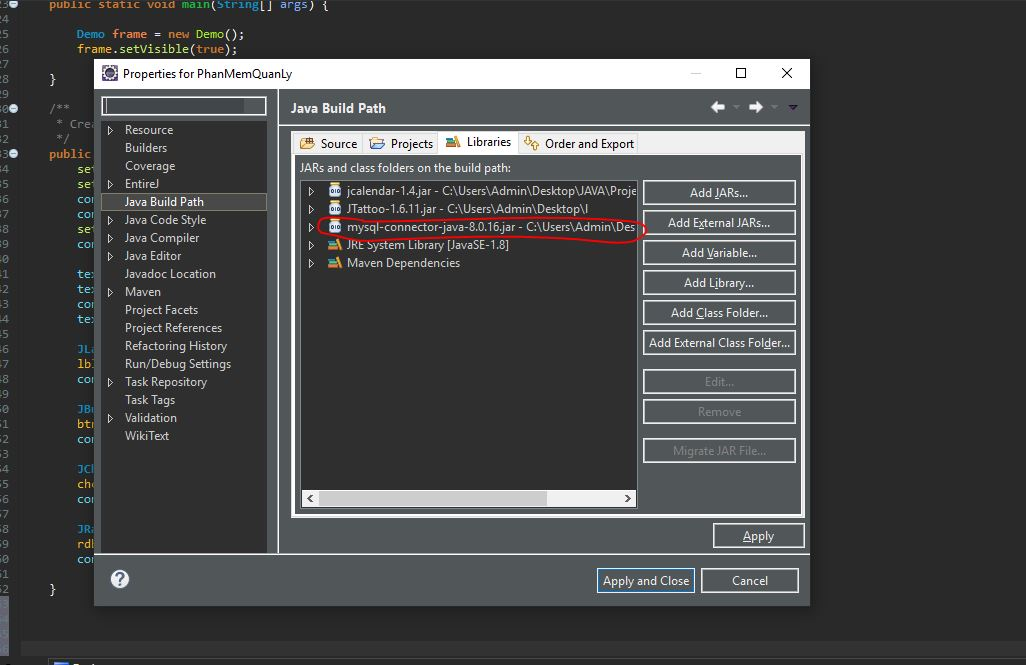 public static void main(String[] args) {
Demo frame = new Demo();
frame.setVisible(true);
}
/**
*/
public
Properties for PhanMemQuanLy
Resource
Builders
Coverage
EntireJ
Java Build Path
Java Code Style
Java Compiler
Java Editor
Javadoc Location
Maven
Project Facets
Project References
Refactoring History
Run/Debug Settings
Task Repository
Task Tags
Validation
WikiText
Java Build Path
Source Projects Libraries Order and Export
JARs and class folders on the build path:
jcalendar-1.4.jar - C:\Users\Admin\Desktop\JAVA\Proje
JTattoo-1.6.11.jar - C:\Users\Admin\Desktop\I
mysql-connector-java-8.0.16.jar - C:\Users\Admin\Des
JRE System Library [JavaSE-1.8]
Maven Dependencies
Add JARs...
Add External JARs...
Add Variable...
Add Library...
Add Class Folder...
Add External Class Folder...
Edit...
Remove
Migrate JAR File...
Apply
?
Apply and Close
Cancel
}